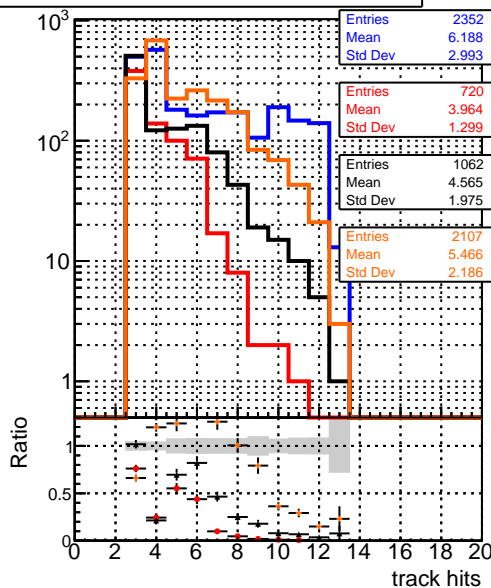 Entries 2352
Mean 6.188
Std Dev 2.993
Entries 720
Mean 3.964
Std Dev 1.299
Entries 1062
Mean 4.565
Std Dev 1.975
Entries 2107
Mean 5.466
Std Dev 2.186
10³
10²
10
1
Ratio
1
0.5
0
0 2 4 6 8 10 12 14 16 18 20
track hits